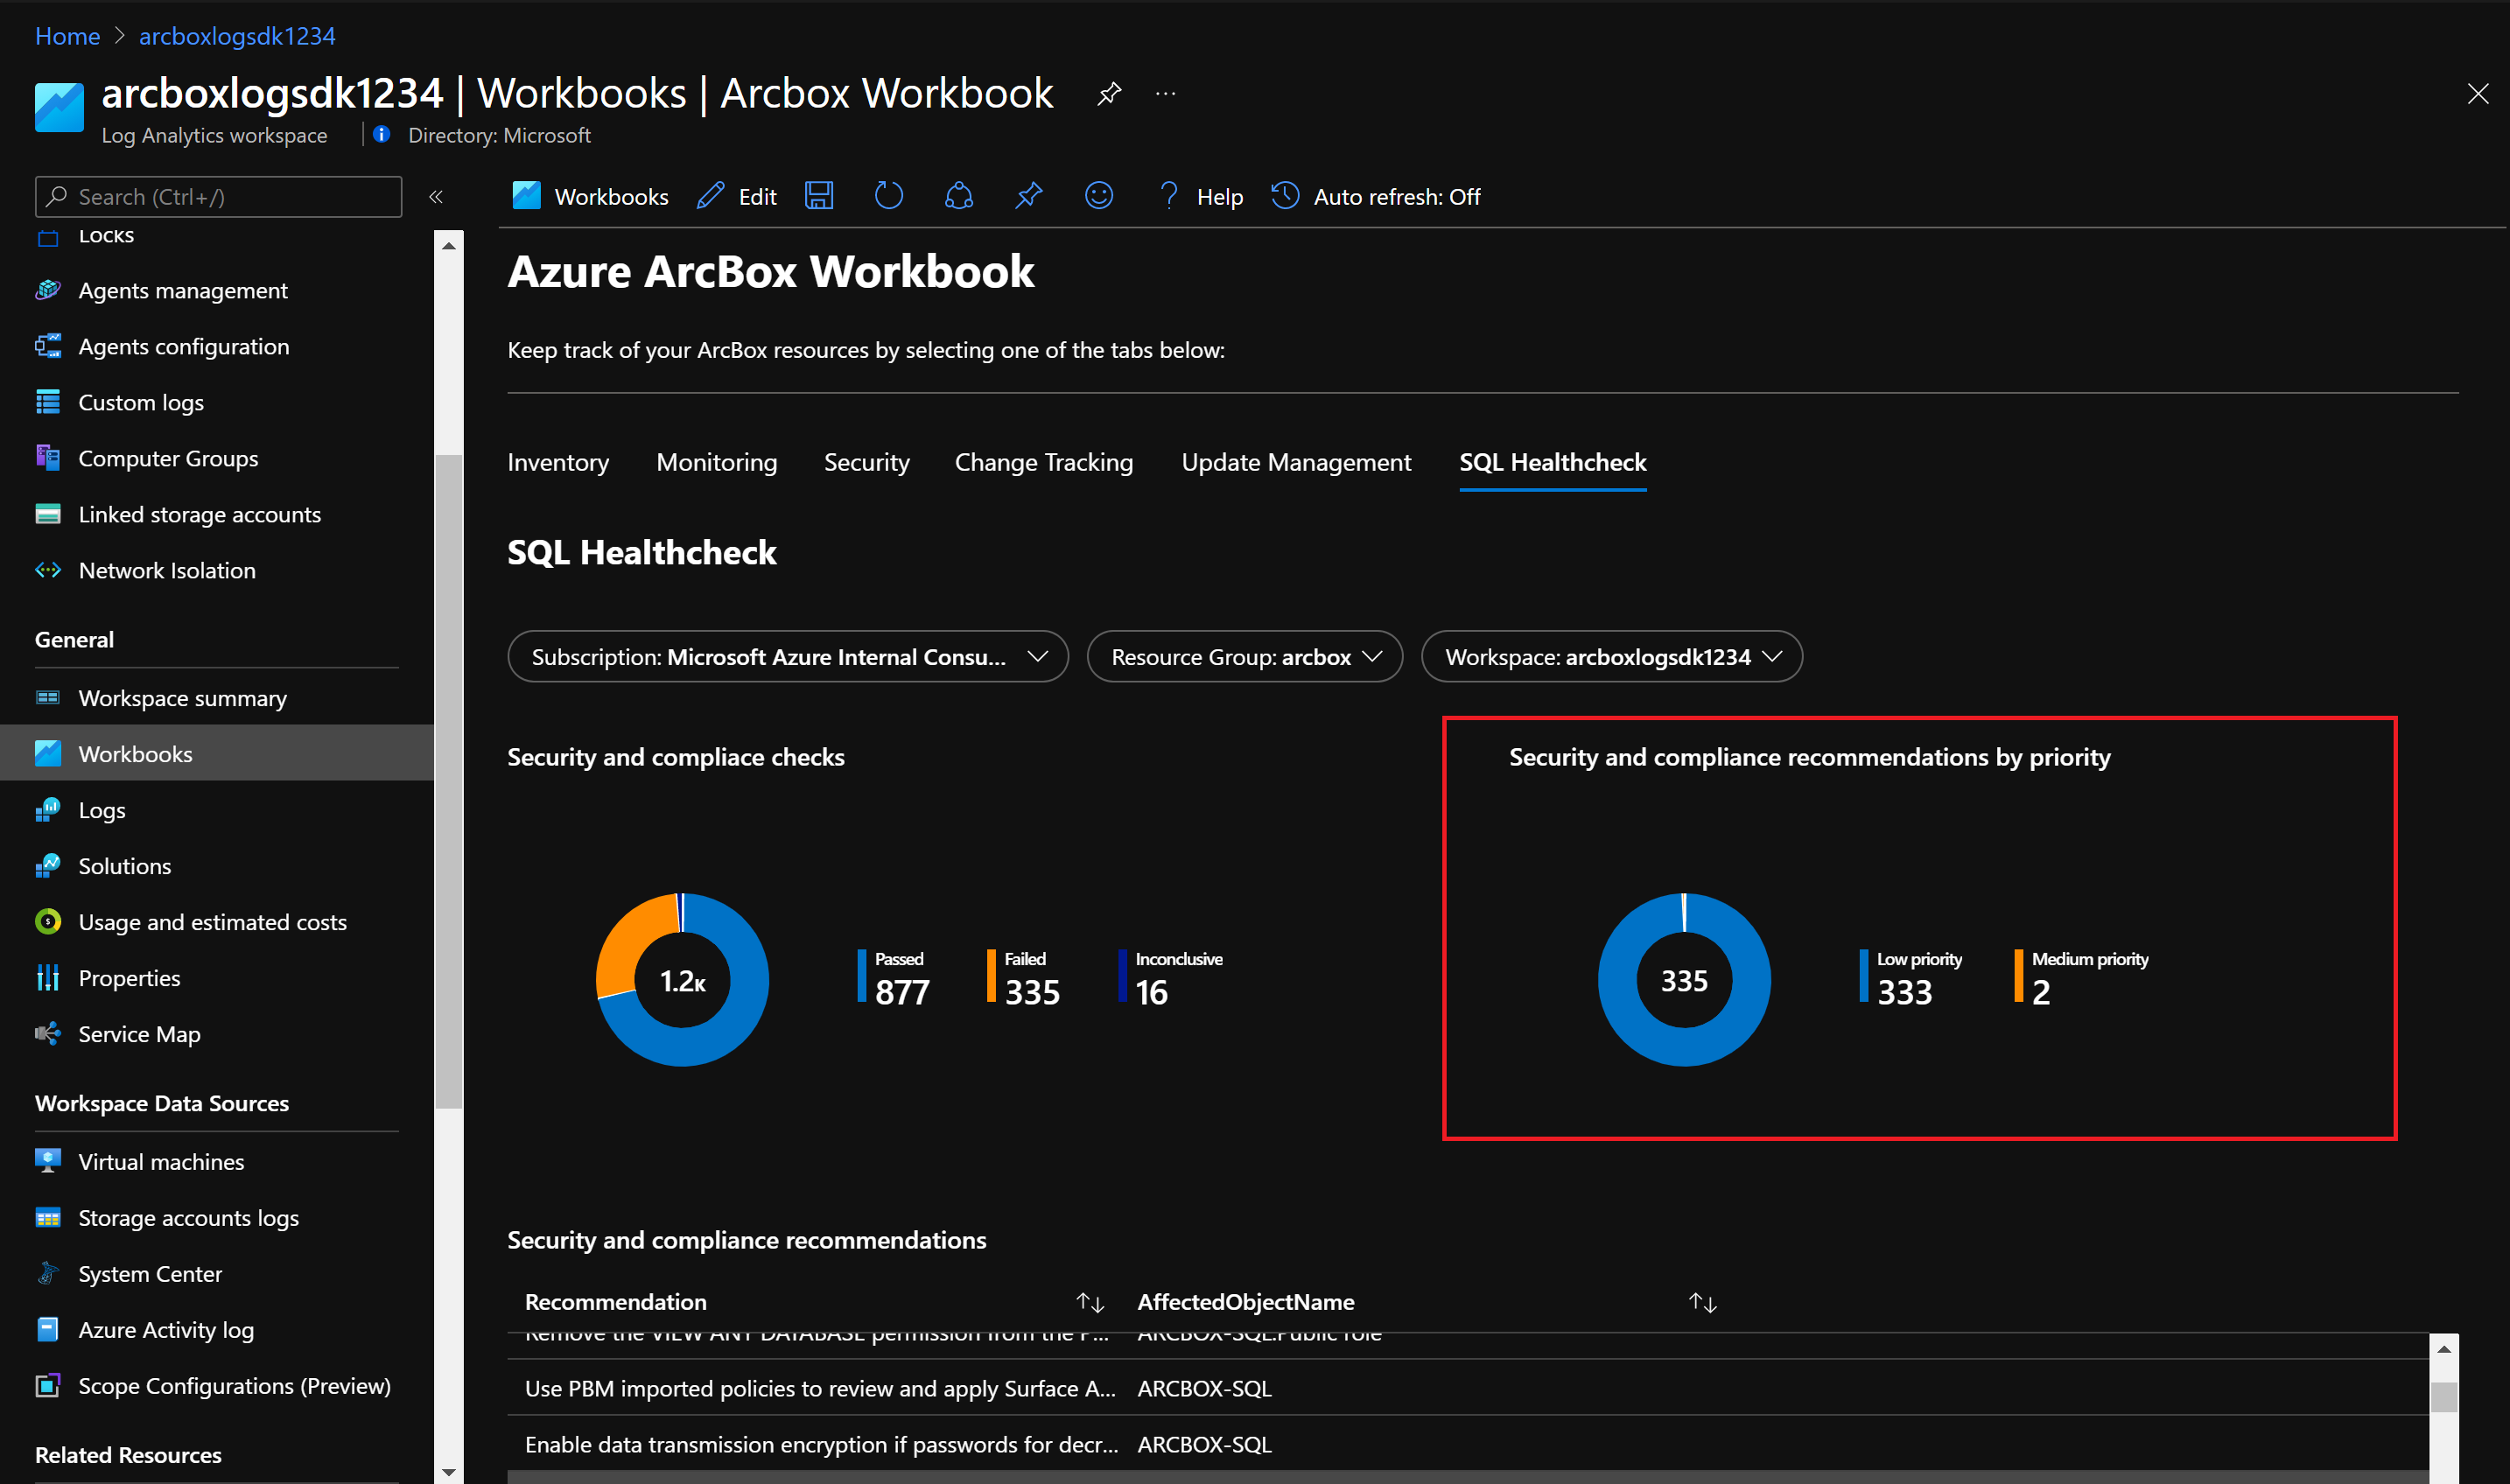 Home > arcboxlogsdk1234
arcboxlogsdk1234 | Workbooks | Arcbox Workbook
Log Analytics workspace | Directory: Microsoft
Search (Ctrl+/)
Workbooks Edit Help Auto refresh: Off
Locks
Agents management
Agents configuration
Custom logs
Computer Groups
Linked storage accounts
Network Isolation
General
Workspace summary
Workbooks
Logs
Solutions
Usage and estimated costs
Properties
Service Map
Workspace Data Sources
Virtual machines
Storage accounts logs
System Center
Azure Activity log
Scope Configurations (Preview)
Related Resources
Azure ArcBox Workbook
Keep track of your ArcBox resources by selecting one of the tabs below:
Inventory Monitoring Security Change Tracking Update Management SQL Healthcheck
SQL Healthcheck
Subscription: Microsoft Azure Internal Consu... Resource Group: arcbox Workspace: arcboxlogsdk1234
Security and compliace checks
1.2K
Passed
877
Failed
335
Inconclusive
16
Security and compliance recommendations by priority
335
Low priority
333
Medium priority
2
Security and compliance recommendations
Recommendation AffectedObjectName
Remove the VIEW ANY DATABASE permission from the P... ARCBOX-SQL.Public role
Use PBM imported policies to review and apply Surface A... ARCBOX-SQL
Enable data transmission encryption if passwords for decr... ARCBOX-SQL